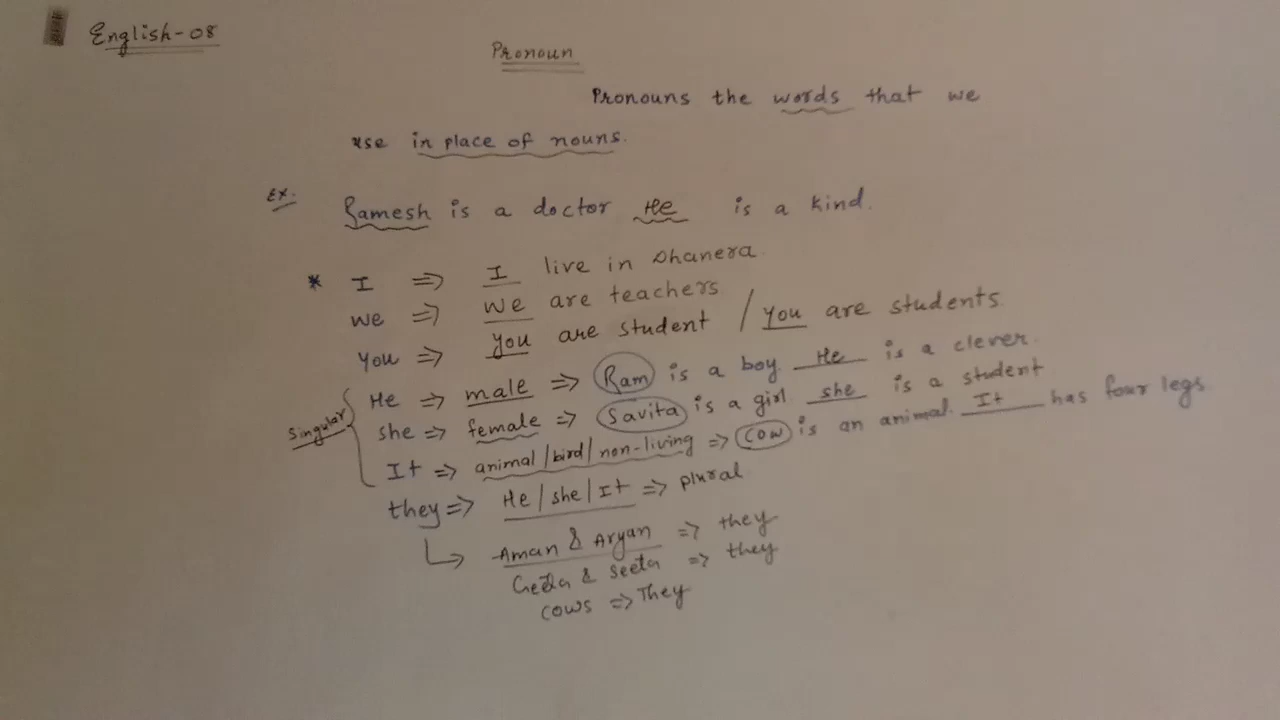 English-08
Pronoun
Pronouns the words that we
use in place of nouns.
Ex. Ramesh is a doctor He is a kind.
* I => I live in Dhanera.
we => we are teachers
you => you are student / you are students.
He => male => Ram is a boy. He is a clever.
Singular she => female => Savita is a girl she is a student
It => animal/bird/non-living => cow is an animal. It has four legs
they => He/she/It => plural
Aman & Aryan => they
Geeta & Seeta => they
cows => They